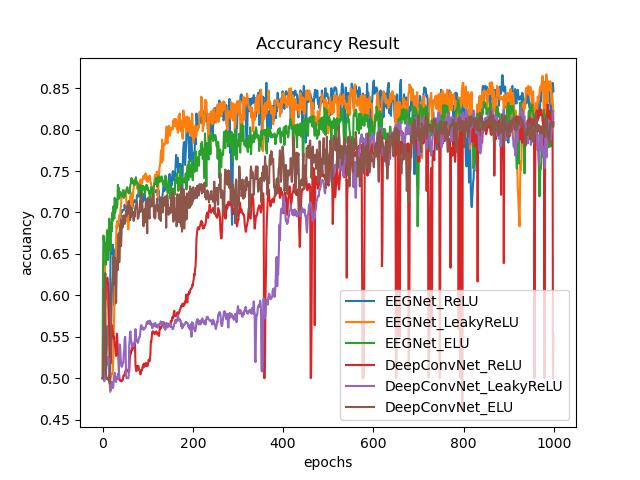 Accurancy Result
accuancy
0.85
0.80
0.75
0.70
0.65
0.60
0.55
0.50
0.45
EEGNet_ReLU
EEGNet_LeakyReLU
EEGNet_ELU
DeepConvNet_ReLU
DeepConvNet_LeakyReLU
DeepConvNet_ELU
0 200 400 600 800 1000
epochs